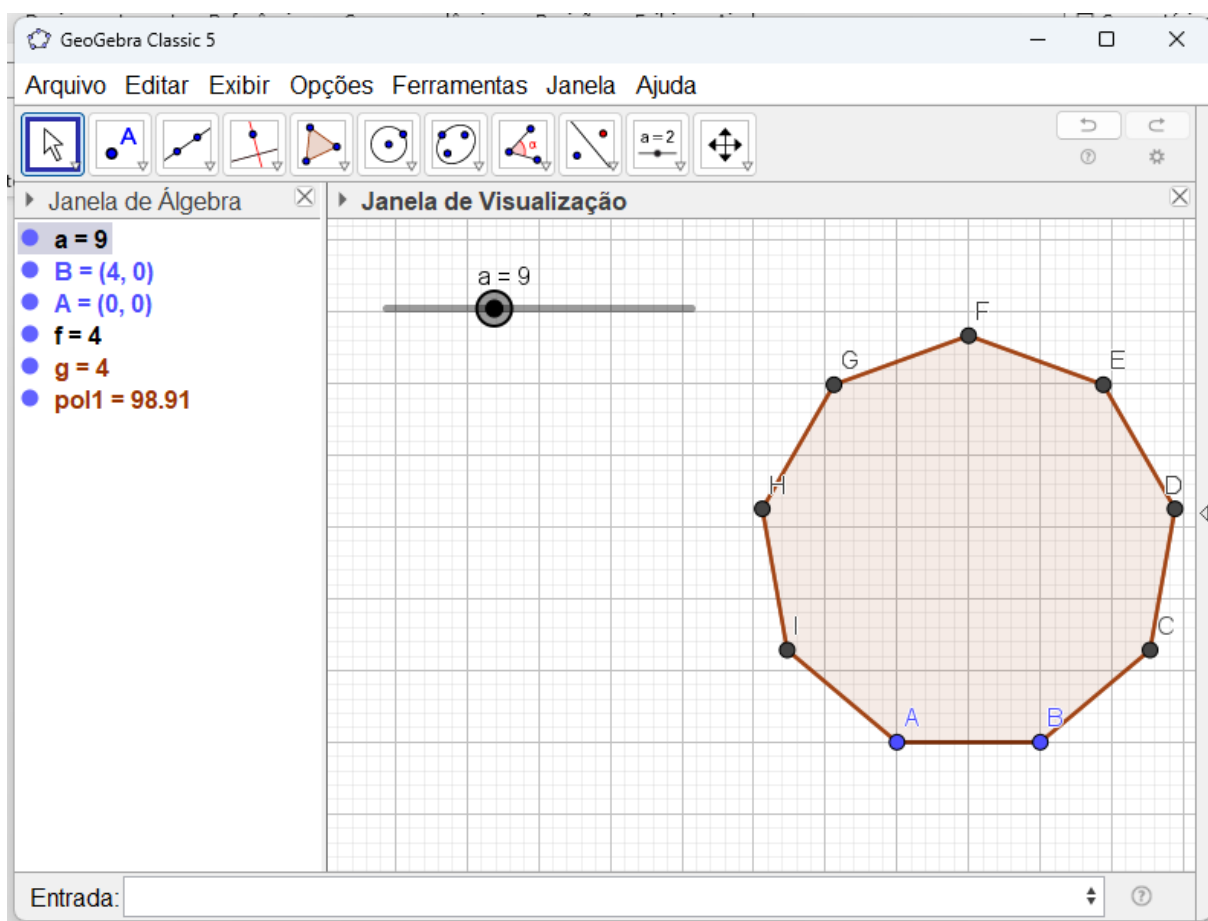 GeoGebra Classic 5
Arquivo Editar Exibir Opções Ferramentas Janela Ajuda
A
α
a=2
Janela de Álgebra
Janela de Visualização
a = 9
B = (4, 0)
A = (0, 0)
f = 4
g = 4
pol1 = 98.91
a = 9
F
G
E
H
D
I
C
A
B
Entrada: